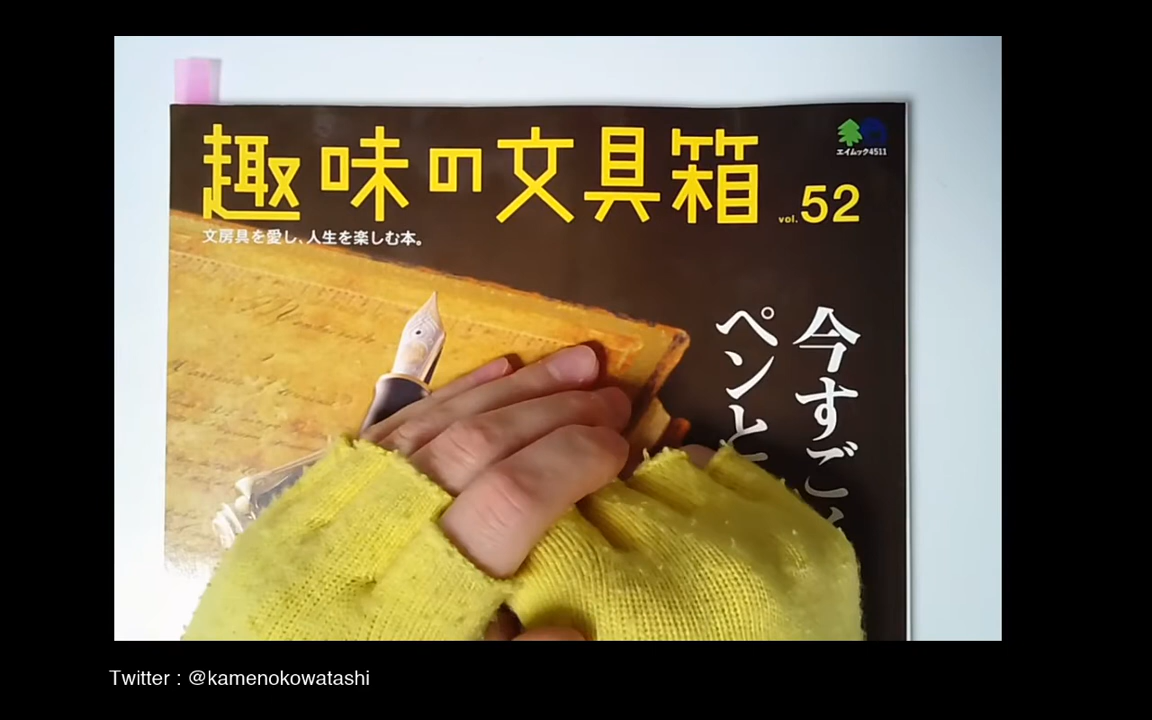 趣味の文具箱 vol.52
エイムック4511
文房具を愛し、人生を楽しむ本。
今すご
ペンと
Twitter : @kamenokowatashi